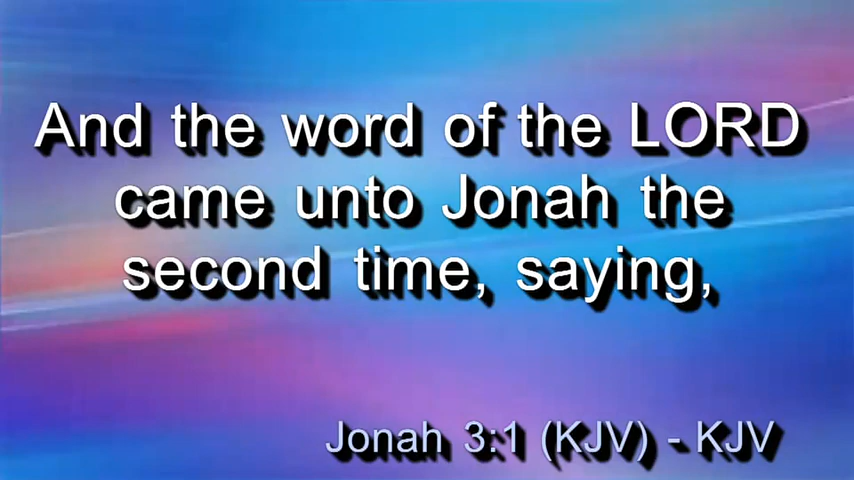 And the word of the LORD
came unto Jonah the
second time, saying,
Jonah 3:1 (KJV) - KJV